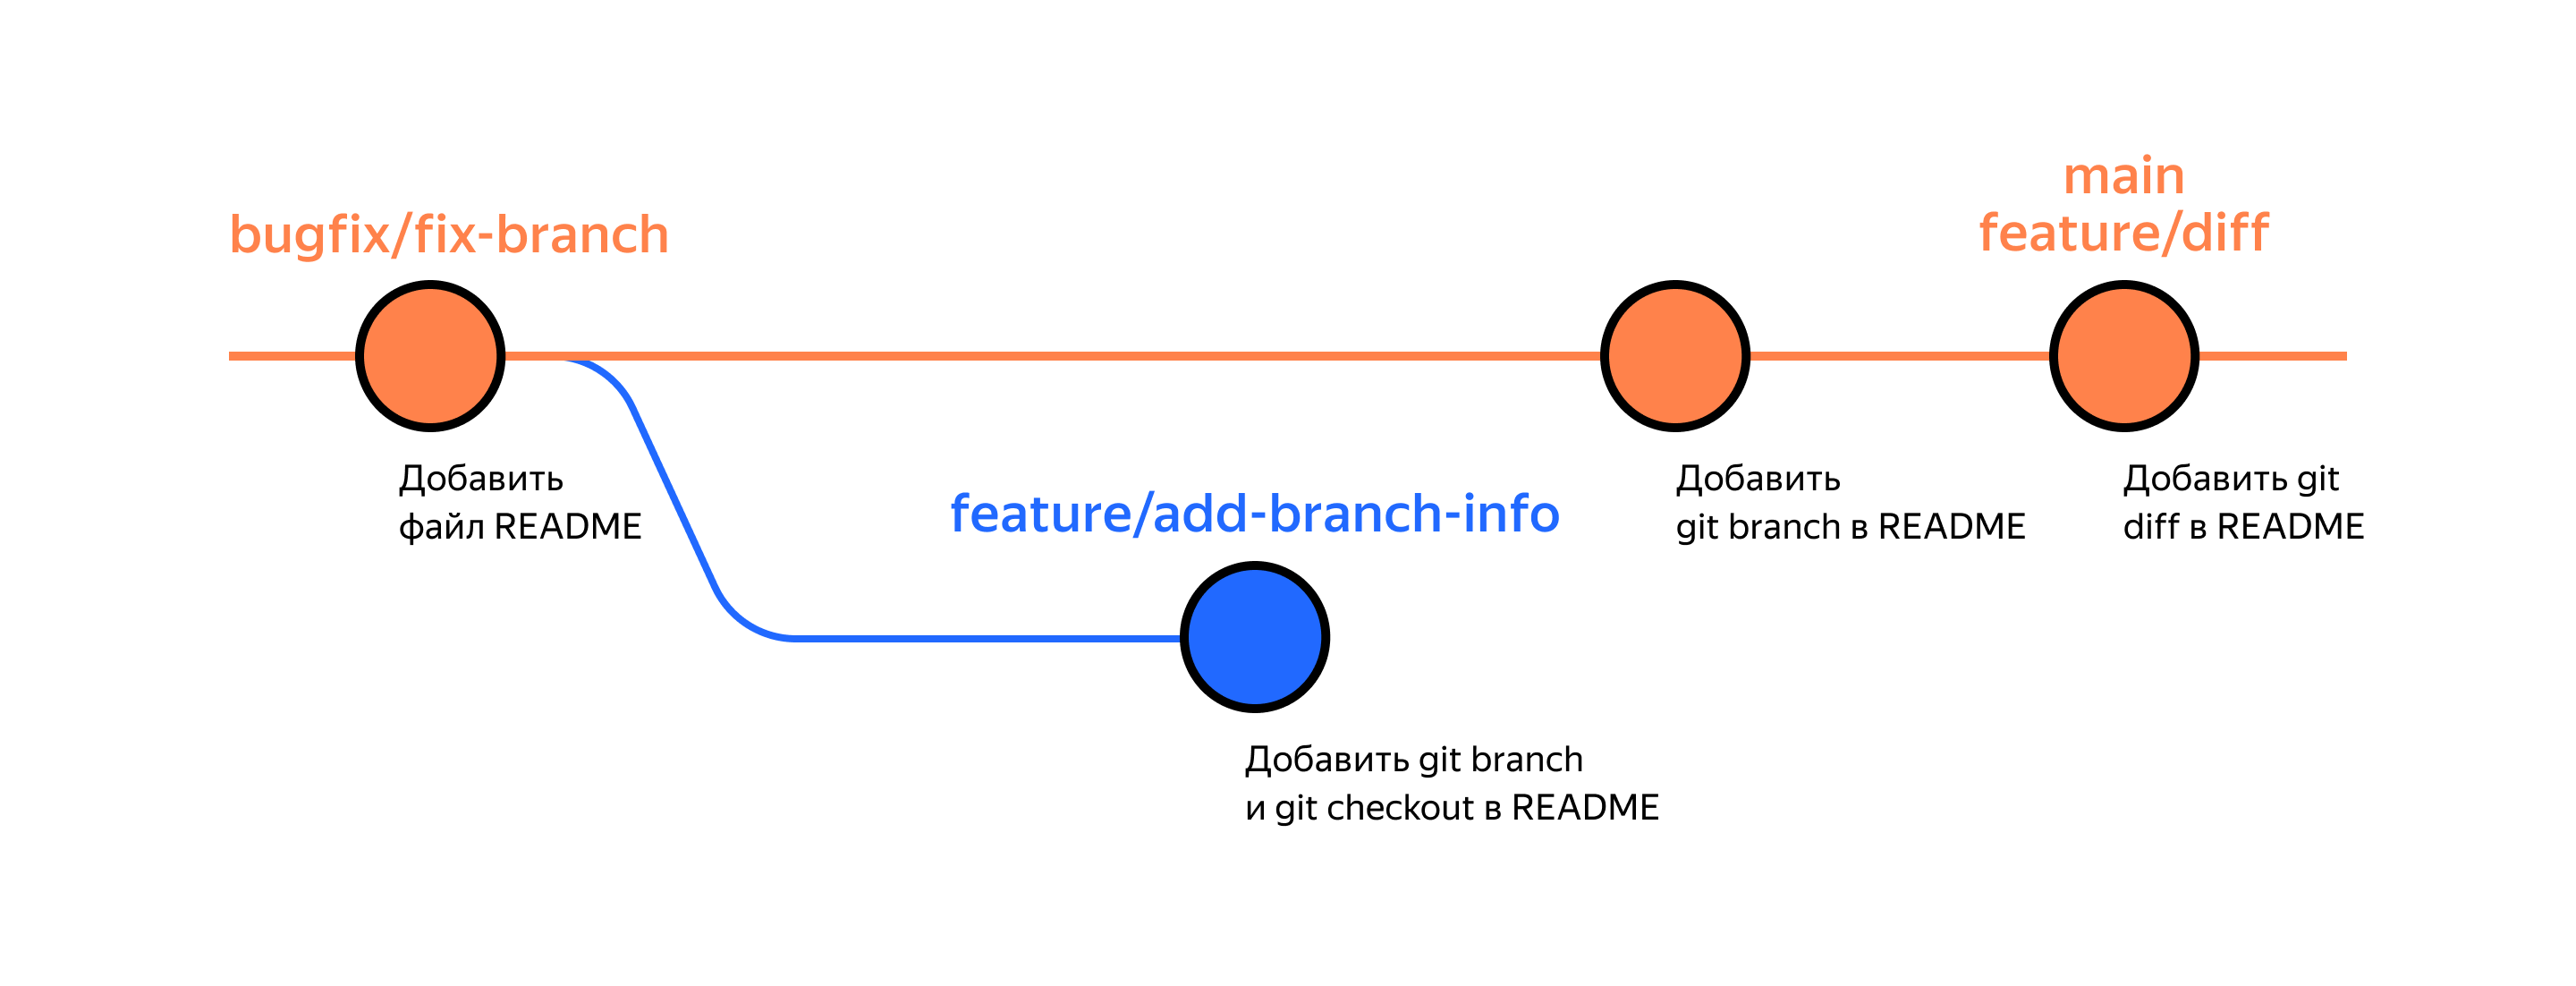 bugfix/fix-branch
main
feature/diff
Добавить
файл README
feature/add-branch-info
Добавить
git branch в README
Добавить git
diff в README
Добавить git branch
и git checkout в README